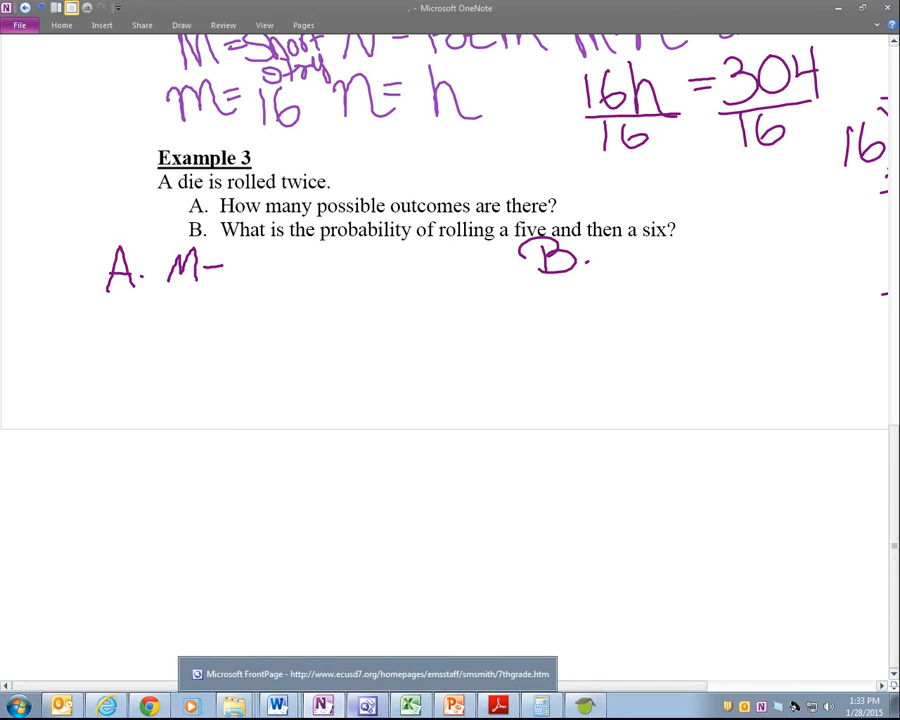 . - Microsoft OneNote
File Home Insert Draw Review View Pages
M = Short N = m
Story
m = 16 n = h
16h = 304
16 16
16
Example 3
A die is rolled twice.
A. How many possible outcomes are there?
B. What is the probability of rolling a five and then a six?
A. M- B.
Microsoft FrontPage - http://www.ecusd7.org/homepages/emsstaff/smsmith/7thgrade.htm
1:33 PM
1/28/2015